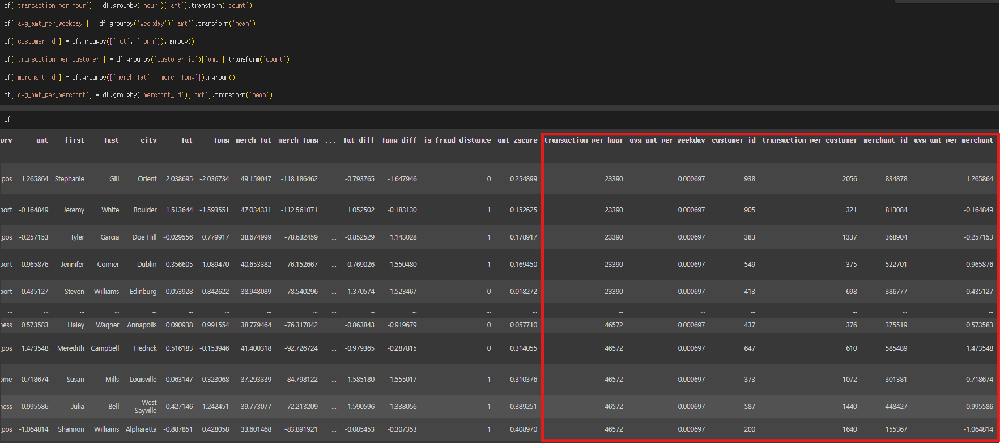 df['transaction_per_hour'] = df.groupby('hour')['amt'].transform('count')
df['avg_amt_per_weekday'] = df.groupby('weekday')['amt'].transform('mean')
df['customer_id'] = df.groupby(['lat', 'long']).ngroup()
df['transaction_per_customer'] = df.groupby('customer_id')['amt'].transform('count')
df['merchant_id'] = df.groupby(['merch_lat', 'merch_long']).ngroup()
df['avg_amt_per_merchant'] = df.groupby('merchant_id')['amt'].transform('mean')
df
ory amt first last city lat long merch_lat merch_long ... lat_diff long_diff is_fraud_distance amt_zscore transaction_per_hour avg_amt_per_weekday customer_id transaction_per_customer merchant_id avg_amt_per_merchant
pos 1.265864 Stephanie Gill Orient 2.038695 -2.036734 49.159047 -118.186462 ... -0.793765 -1.647946 0 0.254899 23390 0.000697 938 2056 834878 1.265864
port -0.164849 Jeremy White Boulder 1.513644 -1.593551 47.034331 -112.561071 ... 1.052502 -0.183130 1 0.152625 23390 0.000697 905 321 813084 -0.164849
pos -0.257153 Tyler Garcia Doe Hill -0.029556 0.779917 38.674999 -78.632459 ... -0.852529 1.143028 1 0.178917 23390 0.000697 383 1337 368904 -0.257153
port 0.965876 Jennifer Conner Dublin 0.356605 1.089470 40.653382 -76.152667 ... -0.769026 1.550480 1 0.169450 23390 0.000697 549 375 522701 0.965876
port 0.435127 Steven Williams Edinburg 0.053928 0.842622 38.948089 -78.540296 ... -1.370574 -1.523467 0 0.018272 23390 0.000697 413 698 386777 0.435127
... ... ... ... ... ... ... ... ... ... ... ... ... ... ... ... ... ... ... ...
ness 0.573583 Haley Wagner Annapolis 0.090938 0.991554 38.779464 -76.317042 ... -0.863843 -0.919679 0 0.057710 46572 0.000697 437 376 375519 0.573583
pos 1.473548 Meredith Campbell Hedrick 0.516183 -0.153946 41.400318 -92.726724 ... -0.979365 -0.287815 0 0.314055 46572 0.000697 647 610 585489 1.473548
ome -0.718674 Susan Mills Louisville -0.063147 0.323068 37.293339 -84.798122 ... 1.585180 1.555017 1 0.310376 46572 0.000697 373 1072 301381 -0.718674
ness -0.995586 Julia Bell West Sayville 0.427146 1.242451 39.773077 -72.213209 ... 1.590596 1.338056 1 0.389251 46572 0.000697 587 1440 448427 -0.995586
pos -1.064814 Shannon Williams Alpharetta -0.887851 0.428058 33.601468 -83.891921 ... -0.085453 -0.307353 1 0.408970 46572 0.000697 200 1640 155367 -1.064814